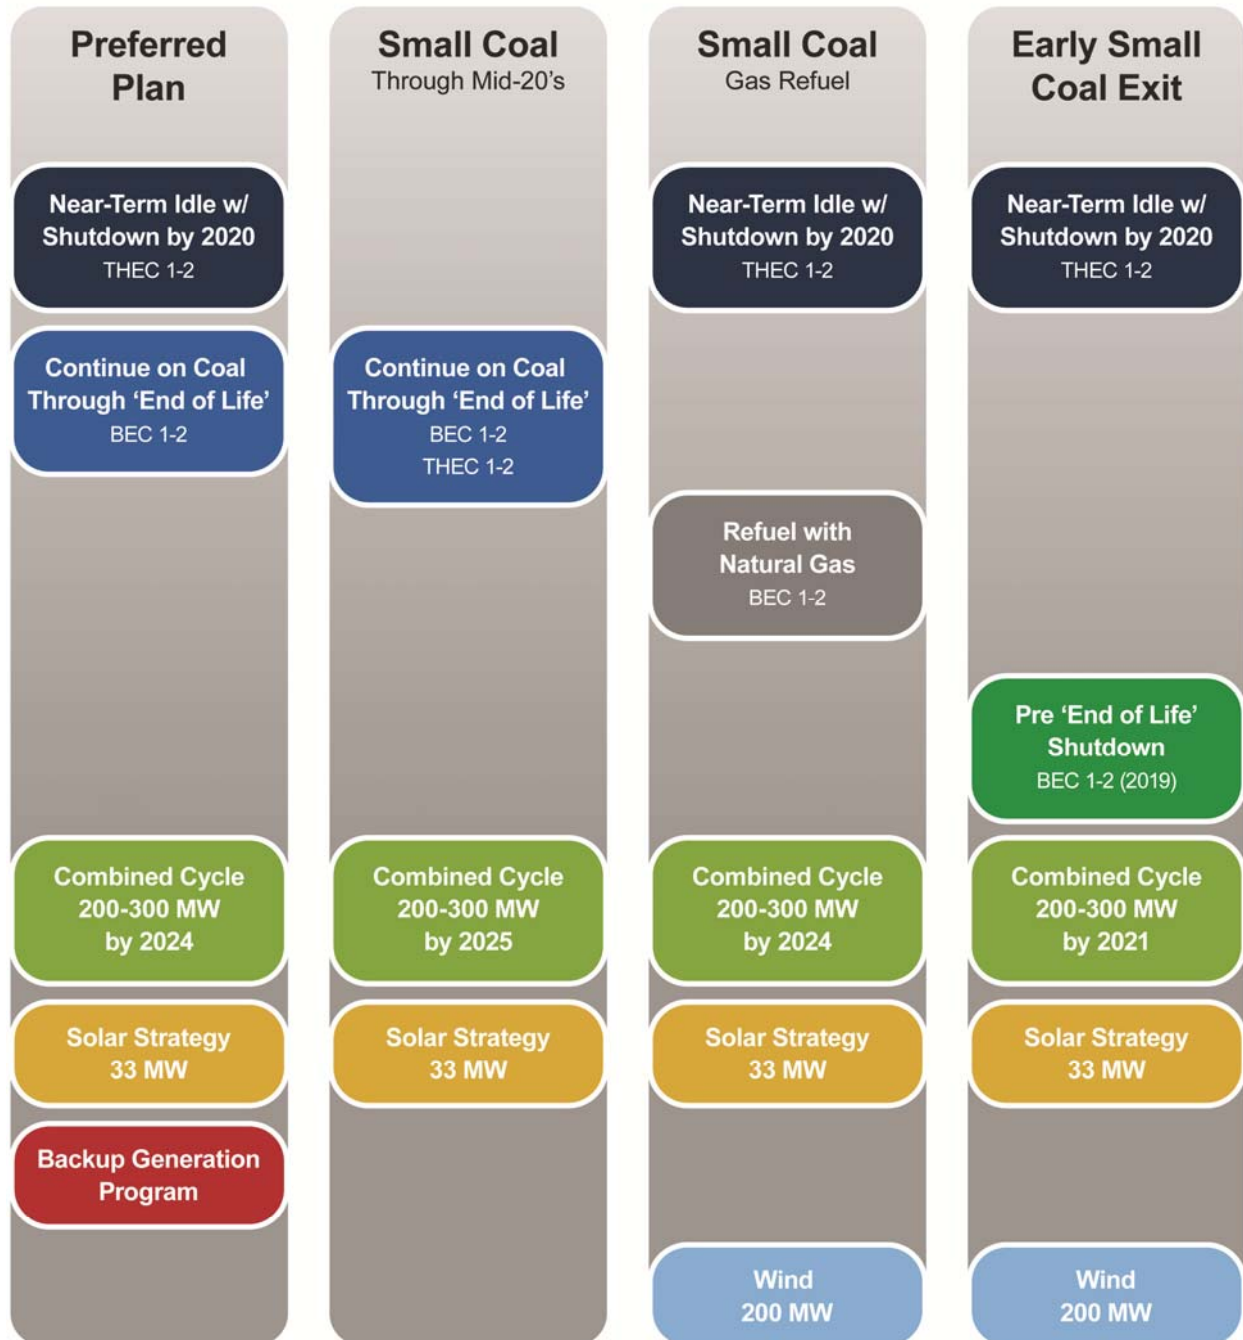 Preferred
Plan
Near-Term Idle w/
Shutdown by 2020
THEC 1-2
Continue on Coal
Through ‘End of Life’
BEC 1-2
Combined Cycle
200-300 MW
by 2024
Solar Strategy
33 MW
Backup Generation
Program
Small Coal
Through Mid-20’s
Continue on Coal
Through ‘End of Life’
BEC 1-2
THEC 1-2
Combined Cycle
200-300 MW
by 2025
Solar Strategy
33 MW
Small Coal
Gas Refuel
Near-Term Idle w/
Shutdown by 2020
THEC 1-2
Refuel with
Natural Gas
BEC 1-2
Combined Cycle
200-300 MW
by 2024
Solar Strategy
33 MW
Wind
200 MW
Early Small
Coal Exit
Near-Term Idle w/
Shutdown by 2020
THEC 1-2
Pre ‘End of Life’
Shutdown
BEC 1-2 (2019)
Combined Cycle
200-300 MW
by 2021
Solar Strategy
33 MW
Wind
200 MW